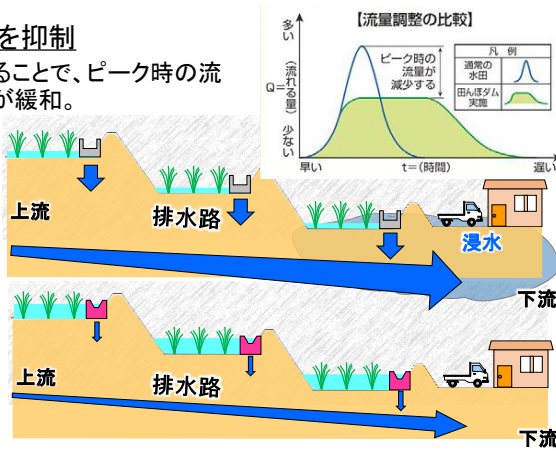 を抑制
ることで、ピーク時の流
が緩和。
【流量調整の比較】
多い
Q=(流れる量)
少ない
ピーク時の
流量が
減少する
凡 例
通常の
水田
田んぼダム
実施
早い
t=(時間)
遅い
上流
排水路
浸水
下流
上流
排水路
下流